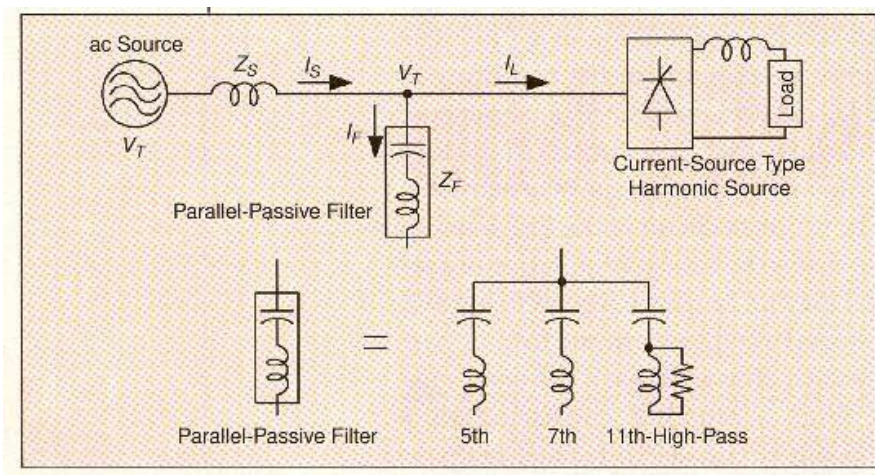 ac Source
Z_S
I_S
V_T
I_L
V_T
I_F
Z_F
Load
Current-Source Type
Harmonic Source
Parallel-Passive Filter
=
Parallel-Passive Filter
5th
7th
11th-High-Pass